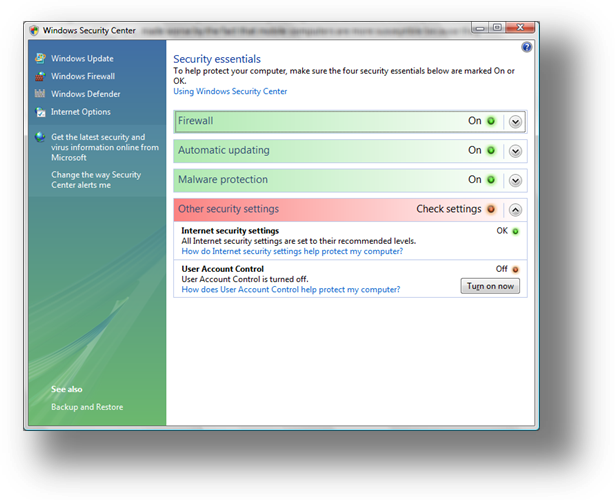 Windows Security Center
Windows Update
Windows Firewall
Windows Defender
Internet Options
Get the latest security and
virus information online from
Microsoft
Change the way Security
Center alerts me
See also
Backup and Restore
Security essentials
To help protect your computer, make sure the four security essentials below are marked On or
OK.
Using Windows Security Center
Firewall On
Automatic updating On
Malware protection On
Other security settings Check settings
Internet security settings OK
All Internet security settings are set to their recommended levels.
How do Internet security settings help protect my computer?
User Account Control Off
User Account Control is turned off.
How does User Account Control help protect my computer?
Turn on now